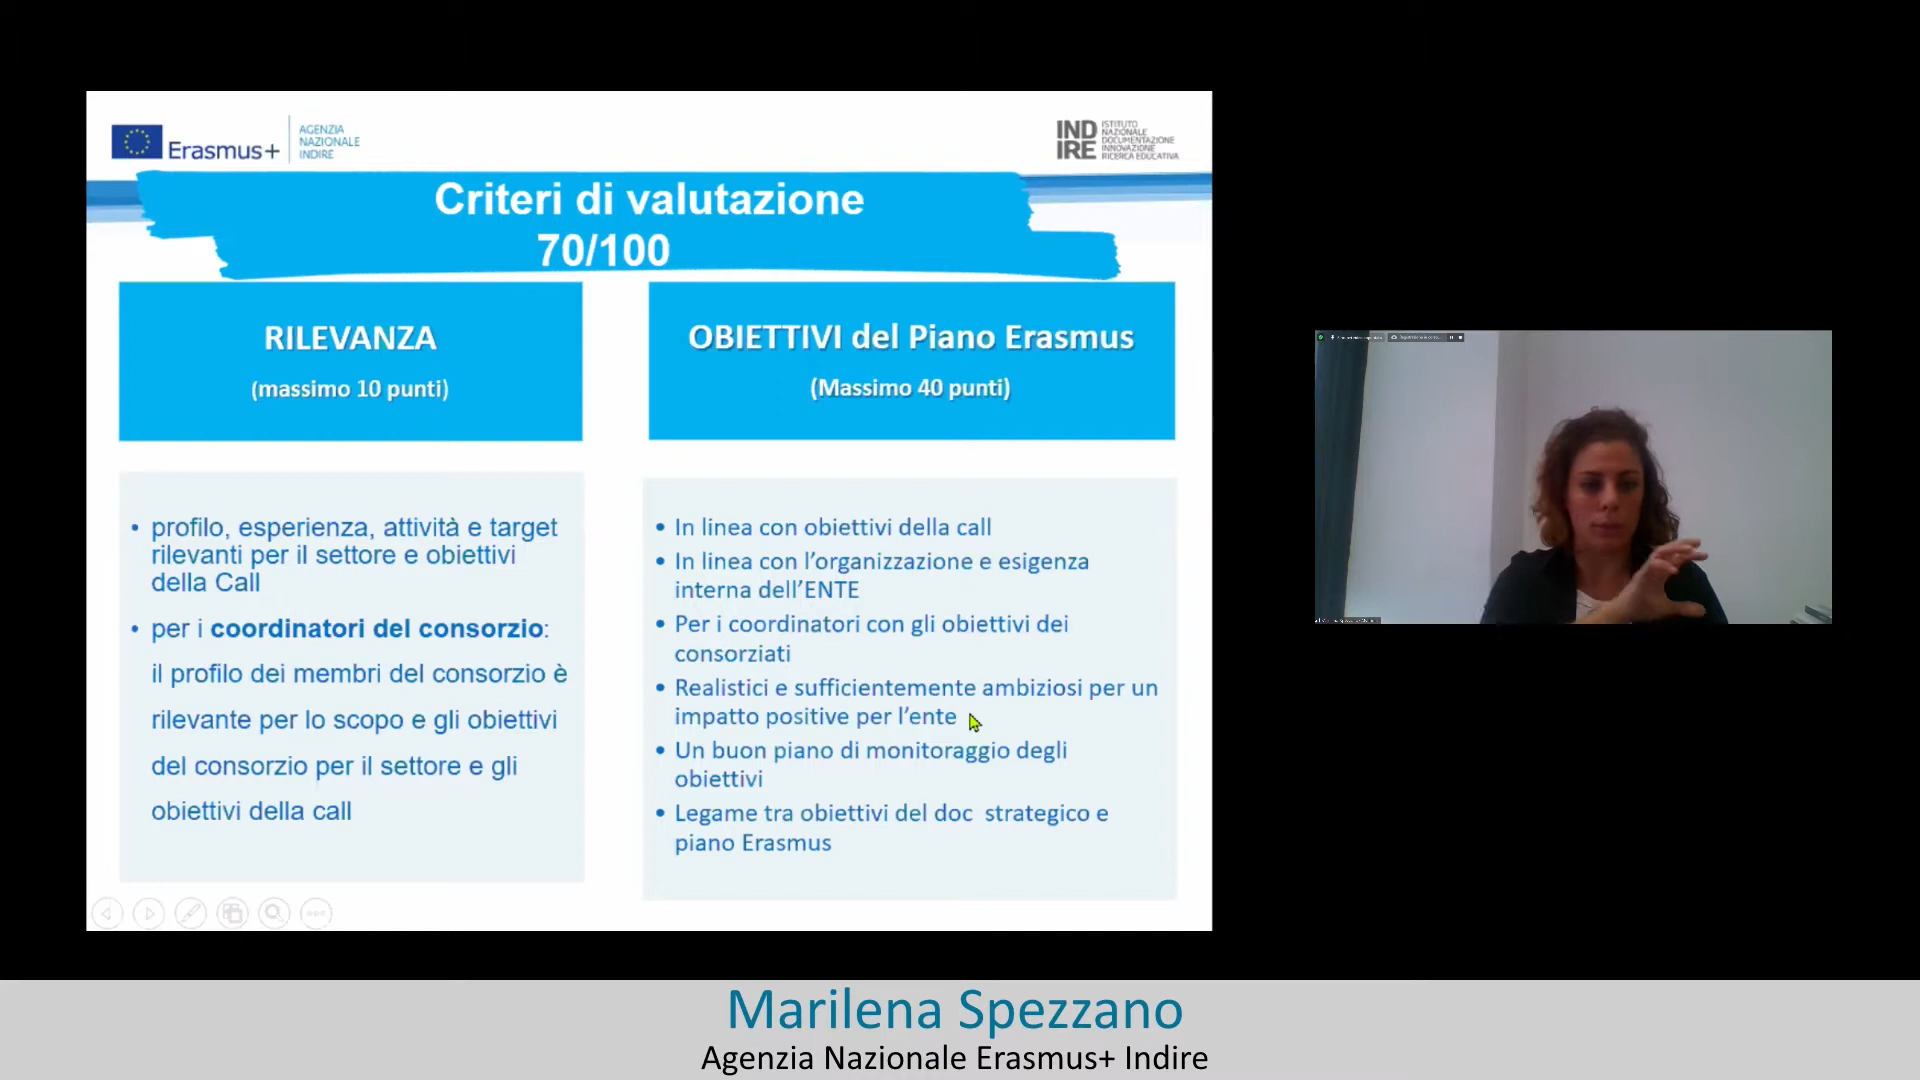 Erasmus+
AGENZIA
NAZIONALE
INDIRE
IND
IRE
ISTITUTO
NAZIONALE
DOCUMENTAZIONE
INNOVAZIONE
RICERCA EDUCATIVA
Criteri di valutazione
70/100
RILEVANZA
(massimo 10 punti)
OBIETTIVI del Piano Erasmus
(Massimo 40 punti)
• profilo, esperienza, attività e target
rilevanti per il settore e obiettivi
della Call
• per i coordinatori del consorzio:
il profilo dei membri del consorzio è
rilevante per lo scopo e gli obiettivi
del consorzio per il settore e gli
obiettivi della call
• In linea con obiettivi della call
• In linea con l'organizzazione e esigenza
interna dell'ENTE
• Per i coordinatori con gli obiettivi dei
consorziati
• Realistici e sufficientemente ambiziosi per un
impatto positive per l'ente
• Un buon piano di monitoraggio degli
obiettivi
• Legame tra obiettivi del doc strategico e
piano Erasmus
Marilena Spezzano
Agenzia Nazionale Erasmus+ Indire